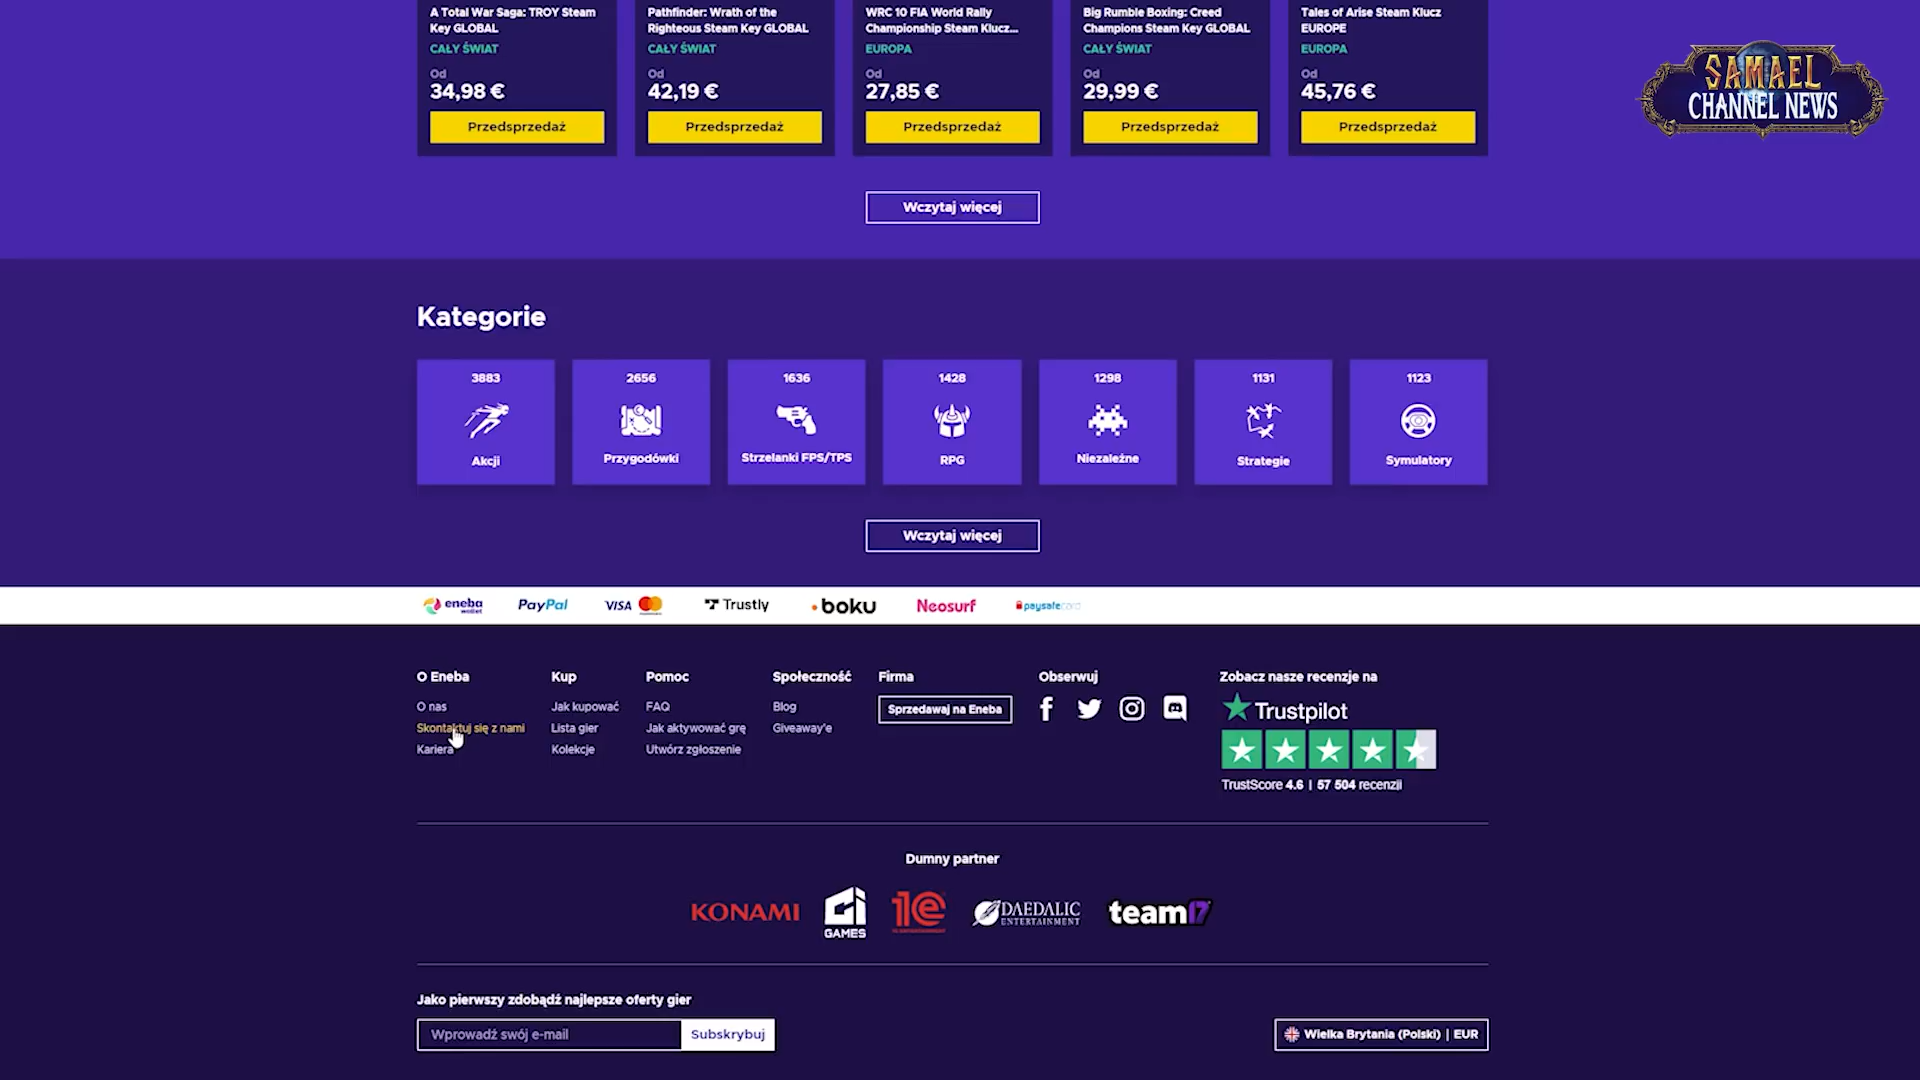 A Total War Saga: TROY Steam
Key GLOBAL
CAŁY ŚWIAT
Od
34,98 €
Przedsprzedaż
Pathfinder: Wrath of the
Righteous Steam Key GLOBAL
CAŁY ŚWIAT
Od
42,19 €
Przedsprzedaż
WRC 10 FIA World Rally
Championship Steam Klucz...
EUROPA
Od
27,85 €
Przedsprzedaż
Big Rumble Boxing: Creed
Champions Steam Key GLOBAL
CAŁY ŚWIAT
Od
29,99 €
Przedsprzedaż
Tales of Arise Steam Klucz
EUROPE
EUROPA
Od
45,76 €
Przedsprzedaż
SAMAEL
CHANNEL NEWS
Wczytaj więcej
Kategorie
3883
Akcji
2656
Przygodówki
1636
Strzelanki FPS/TPS
1428
RPG
1298
Niezależne
1131
Strategie
1123
Symulatory
Wczytaj więcej
eneba
wallet
PayPal
VISA
Trustly
boku
Neosurf
paysafecard
O Eneba
O nas
Skontaktuj się z nami
Kariera
Kup
Jak kupować
Lista gier
Kolekcje
Pomoc
FAQ
Jak aktywować grę
Utwórz zgłoszenie
Społeczność
Blog
Giveaway'e
Firma
Sprzedawaj na Eneba
Obserwuj
Zobacz nasze recenzje na
Trustpilot
TrustScore 4.6 | 57 504 recenzji
Dumny partner
KONAMI
CI
GAMES
1C
DAEDALIC
ENTERTAINMENT
team17
Jako pierwszy zdobądź najlepsze oferty gier
Wprowadź swój e-mail
Subskrybuj
Wielka Brytania (Polski) | EUR